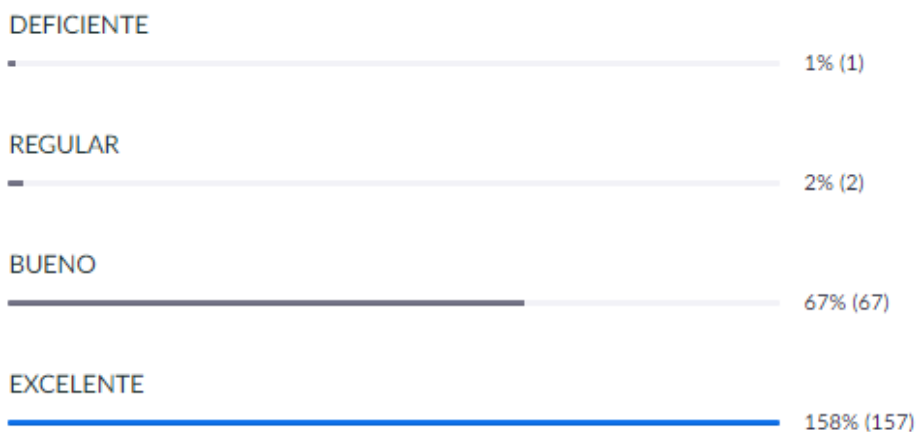 DEFICIENTE
1% (1)
REGULAR
2% (2)
BUENO
67% (67)
EXCELENTE
158% (157)